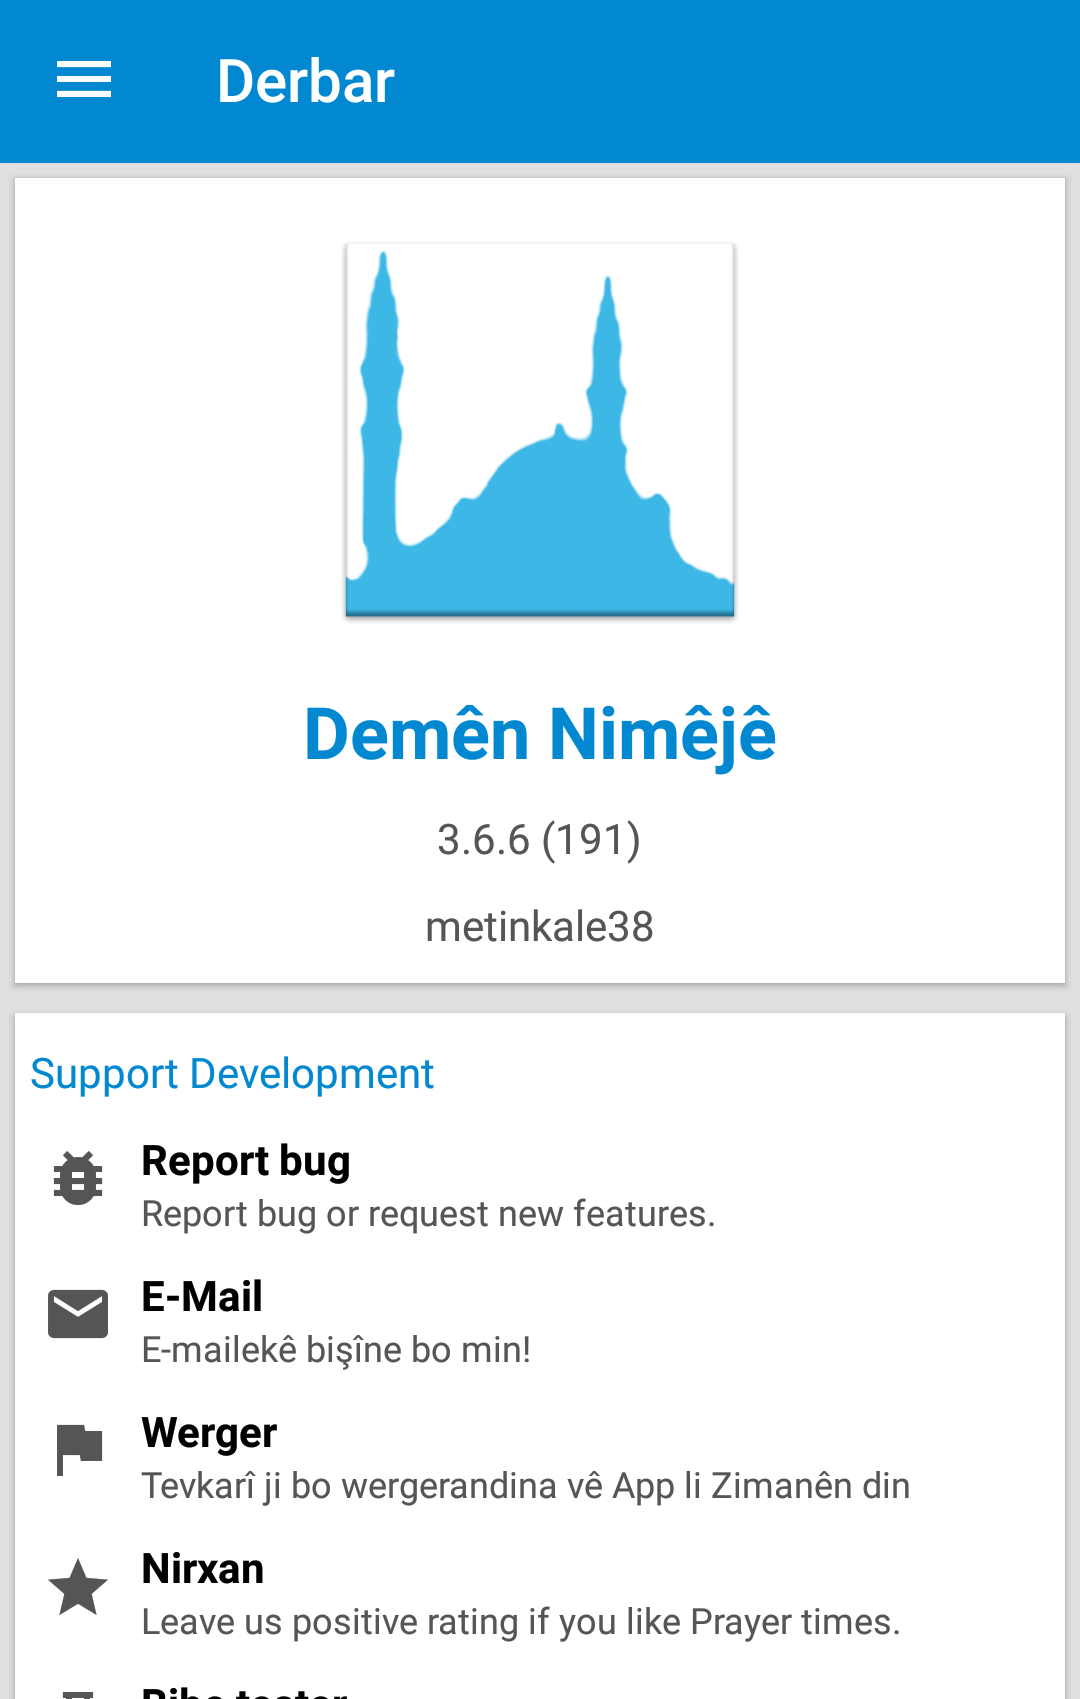 Derbar
Demên Nimêjê
3.6.6 (191)
metinkale38
Support Development
Report bug
Report bug or request new features.
E-Mail
E-mailekê bişîne bo min!
Werger
Tevkarî ji bo wergerandina vê App li Zimanên din
Nirxan
Leave us positive rating if you like Prayer times.